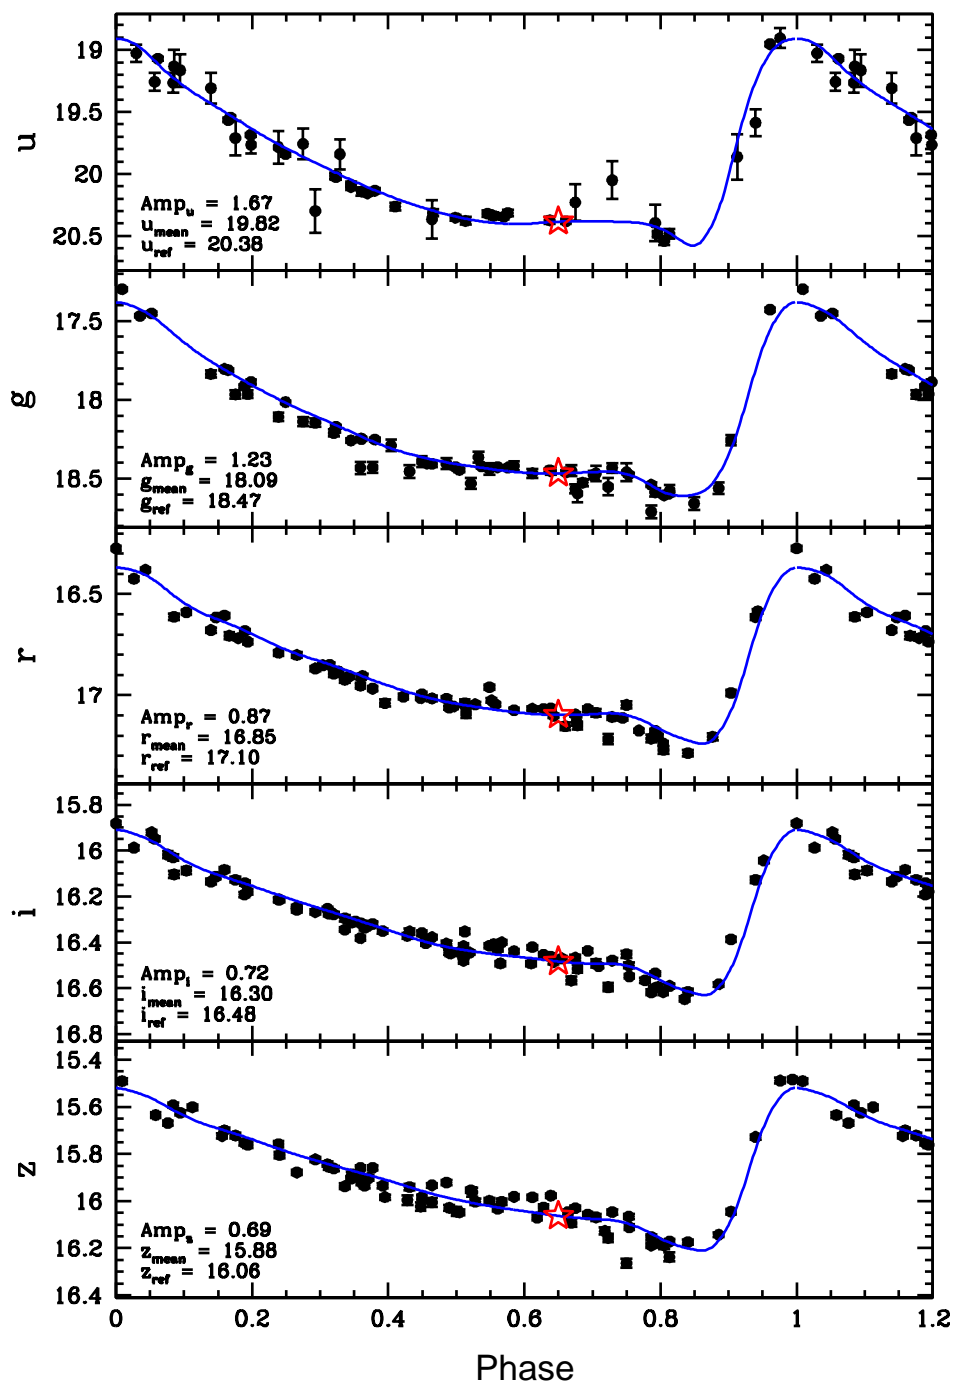 19
19.5
20
20.5
u
Amp_u = 1.67
u_mean = 19.82
u_ref = 20.38
17.5
18
18.5
g
Amp_g = 1.23
g_mean = 18.09
g_ref = 18.47
16.5
17
r
Amp_r = 0.87
r_mean = 16.85
r_ref = 17.10
15.8
16
16.2
16.4
16.6
16.8
i
Amp_i = 0.72
i_mean = 16.30
i_ref = 16.48
15.4
15.6
15.8
16
16.2
16.4
z
Amp_z = 0.69
z_mean = 15.88
z_ref = 16.06
0 0.2 0.4 0.6 0.8 1 1.2
Phase